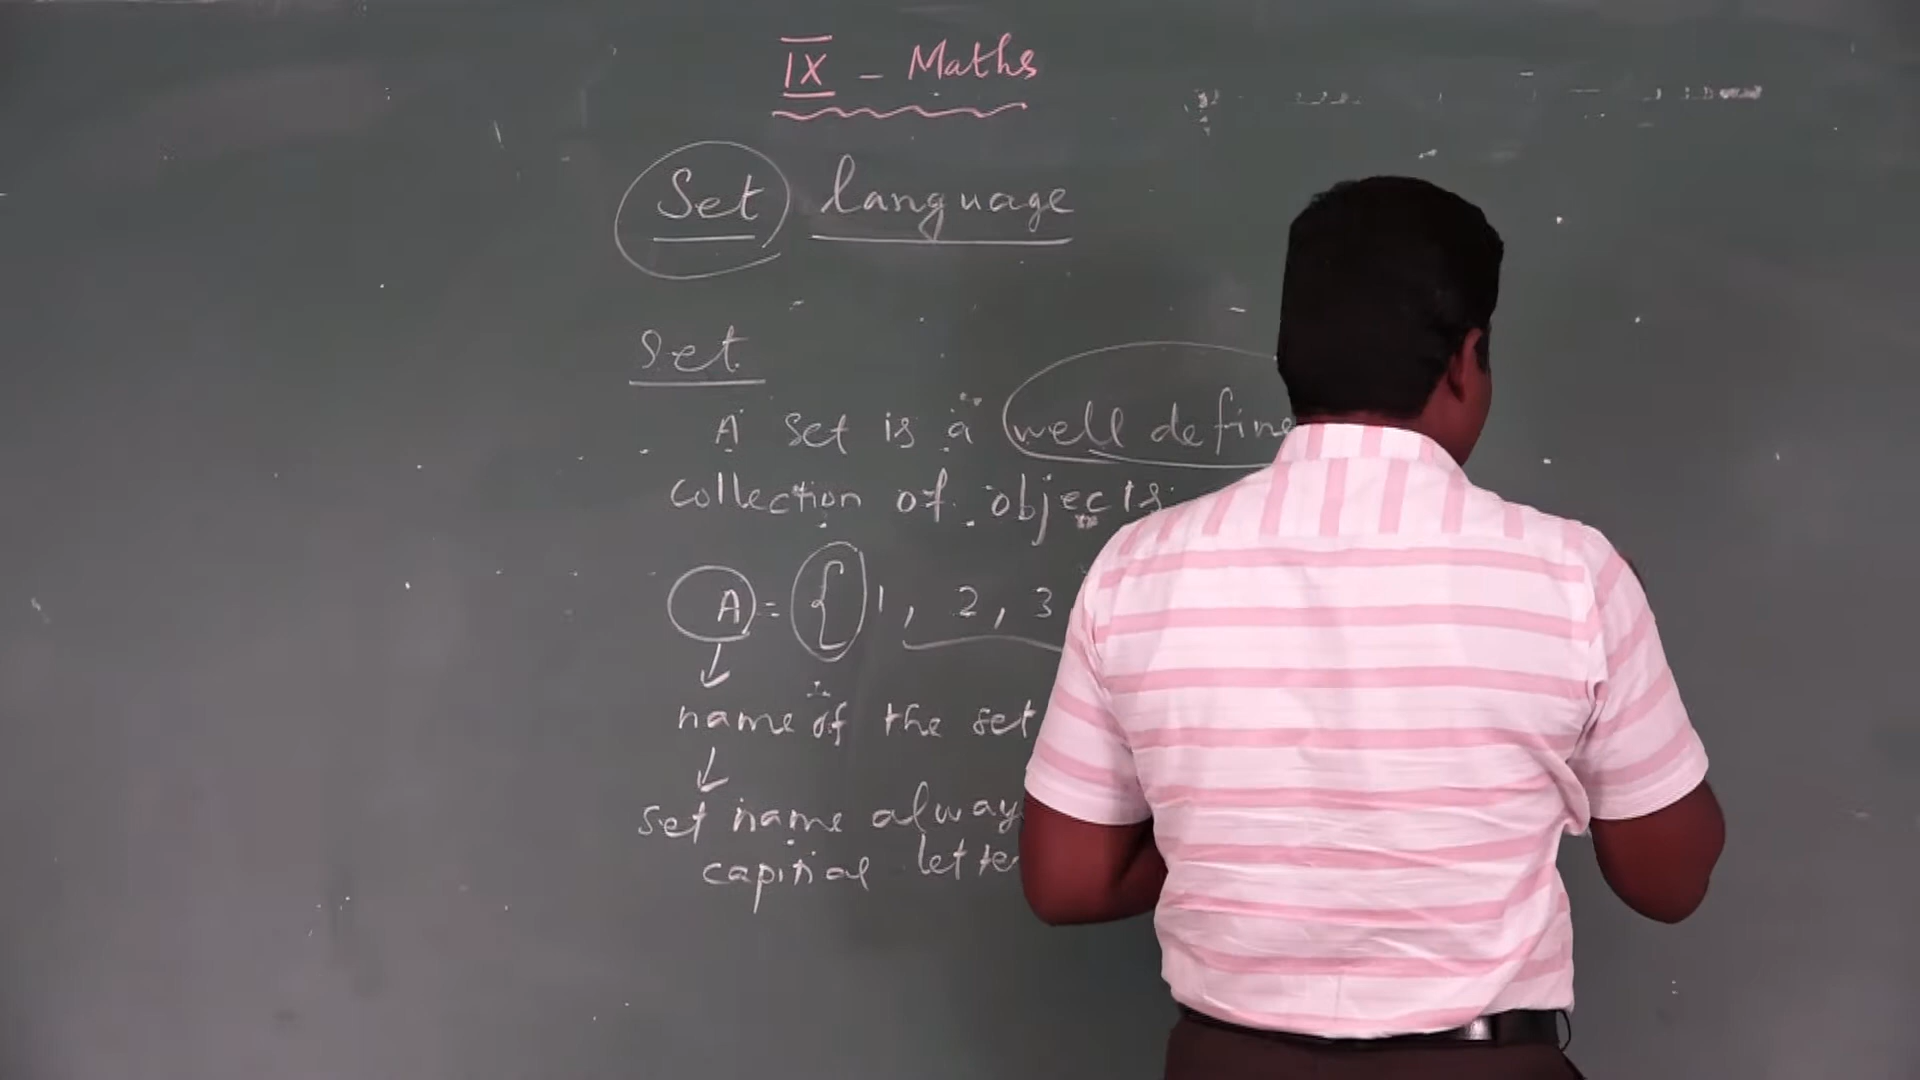 IX - Maths
Set language
Set
A set is a well define
collection of objects
A = { 1, 2, 3
name of the set
set name alway
capital lette